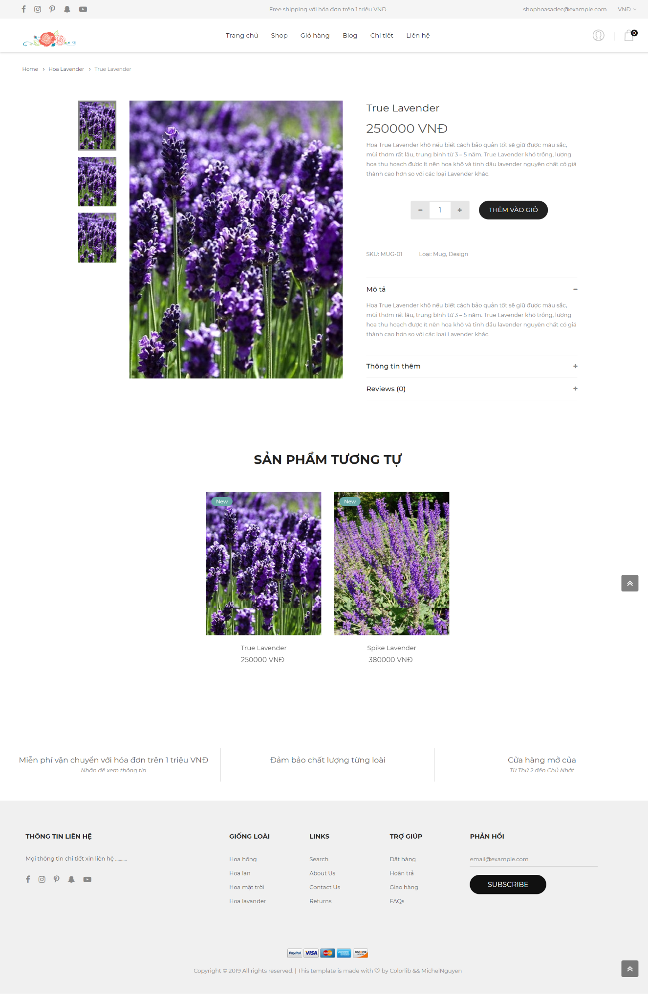 Free shipping với hóa đơn trên 1 triệu VNĐ
shophoasadec@example.com
VNĐ
Trang chủ
Shop
Giỏ hàng
Blog
Chi tiết
Liên hệ
0
Home
Hoa Lavender
True Lavender
True Lavender
250000 VNĐ
Hoa True Lavender khô nếu biết cách bảo quản tốt sẽ giữ được màu sắc,
mùi thơm rất lâu, trung bình từ 3 – 5 năm. True Lavender khó trồng, lượng
hoa thu hoạch được ít nên hoa khô và tinh dầu lavender nguyên chất có giá
thành cao hơn so với các loại Lavender khác.
1
THÊM VÀO GIỎ
SKU: MUG-01
Loại: Mug, Design
Mô tả
Hoa True Lavender khô nếu biết cách bảo quản tốt sẽ giữ được màu sắc,
mùi thơm rất lâu, trung bình từ 3 – 5 năm. True Lavender khó trồng, lượng
hoa thu hoạch được ít nên hoa khô và tinh dầu lavender nguyên chất có giá
thành cao hơn so với các loại Lavender khác.
Thông tin thêm
Reviews (0)
SẢN PHẨM TƯƠNG TỰ
New
New
True Lavender
250000 VNĐ
Spike Lavender
380000 VNĐ
Miễn phí vận chuyển với hóa đơn trên 1 triệu VNĐ
Nhấn để xem thông tin
Đảm bảo chất lượng từng loài
Cửa hàng mở của
Từ Thứ 2 đến Chủ Nhật
THÔNG TIN LIÊN HỆ
Mọi thông tin chi tiết xin liên hệ ..........
GIỐNG LOÀI
Hoa hồng
Hoa lan
Hoa mặt trời
Hoa lavander
LINKS
Search
About Us
Contact Us
Returns
TRỢ GIÚP
Đặt hàng
Hoàn trả
Giao hàng
FAQs
PHẢN HỒI
email@example.com
SUBSCRIBE
PayPal
VISA
MasterCard
DISCOVER
Copyright © 2019 All rights reserved. | This template is made with ♡ by Colorlib && MichelNguyen